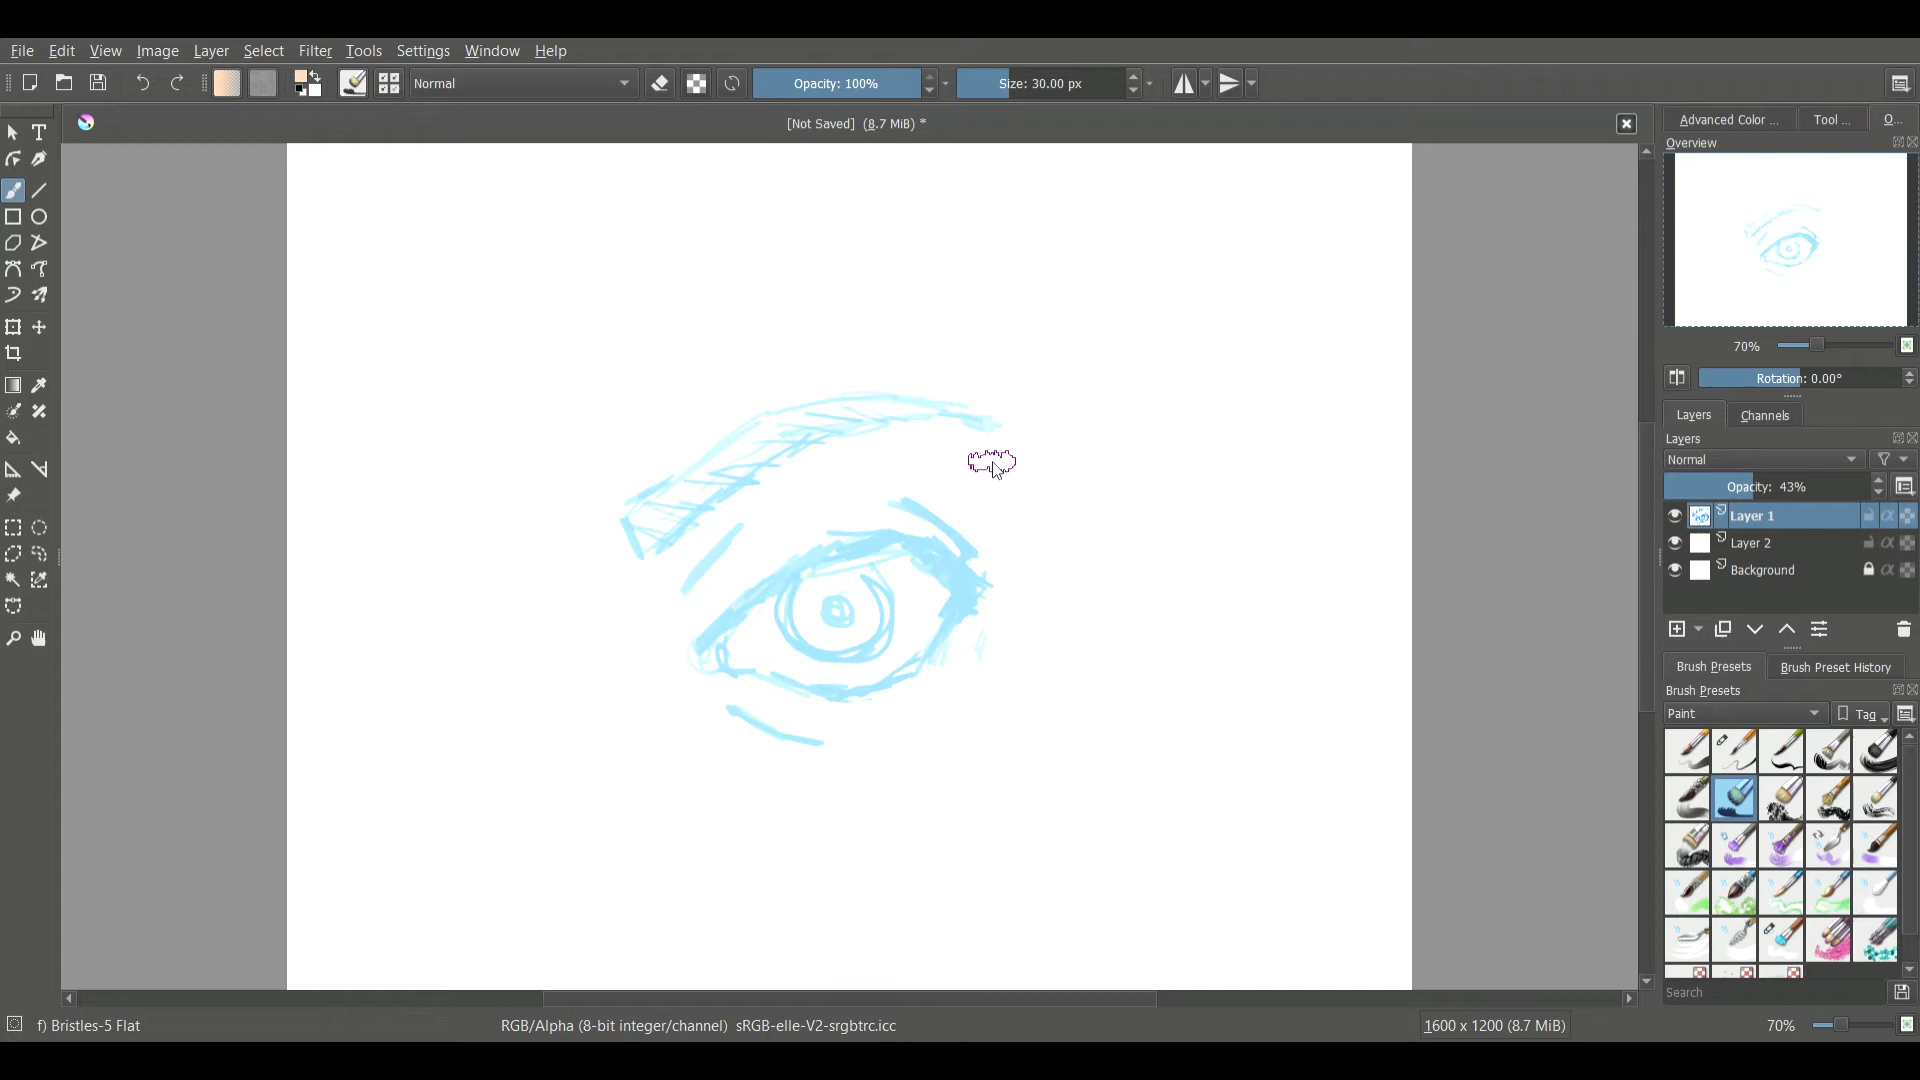 File Edit View Image Layer Select Filter Tools Settings Window Help
Normal Opacity: 100% Size: 30.00 px
[Not Saved] (8.7 MiB) *
Advanced Color ... Tool ... O...
Overview
70%
Rotation: 0.00°
Layers Channels
Layers
Normal
Opacity: 43%
Layer 1
Layer 2
Background
Brush Presets Brush Preset History
Brush Presets
Paint Tag
Search
f) Bristles-5 Flat RGB/Alpha (8-bit integer/channel) sRGB-elle-V2-srgbtrc.icc 1600 x 1200 (8.7 MiB) 70%